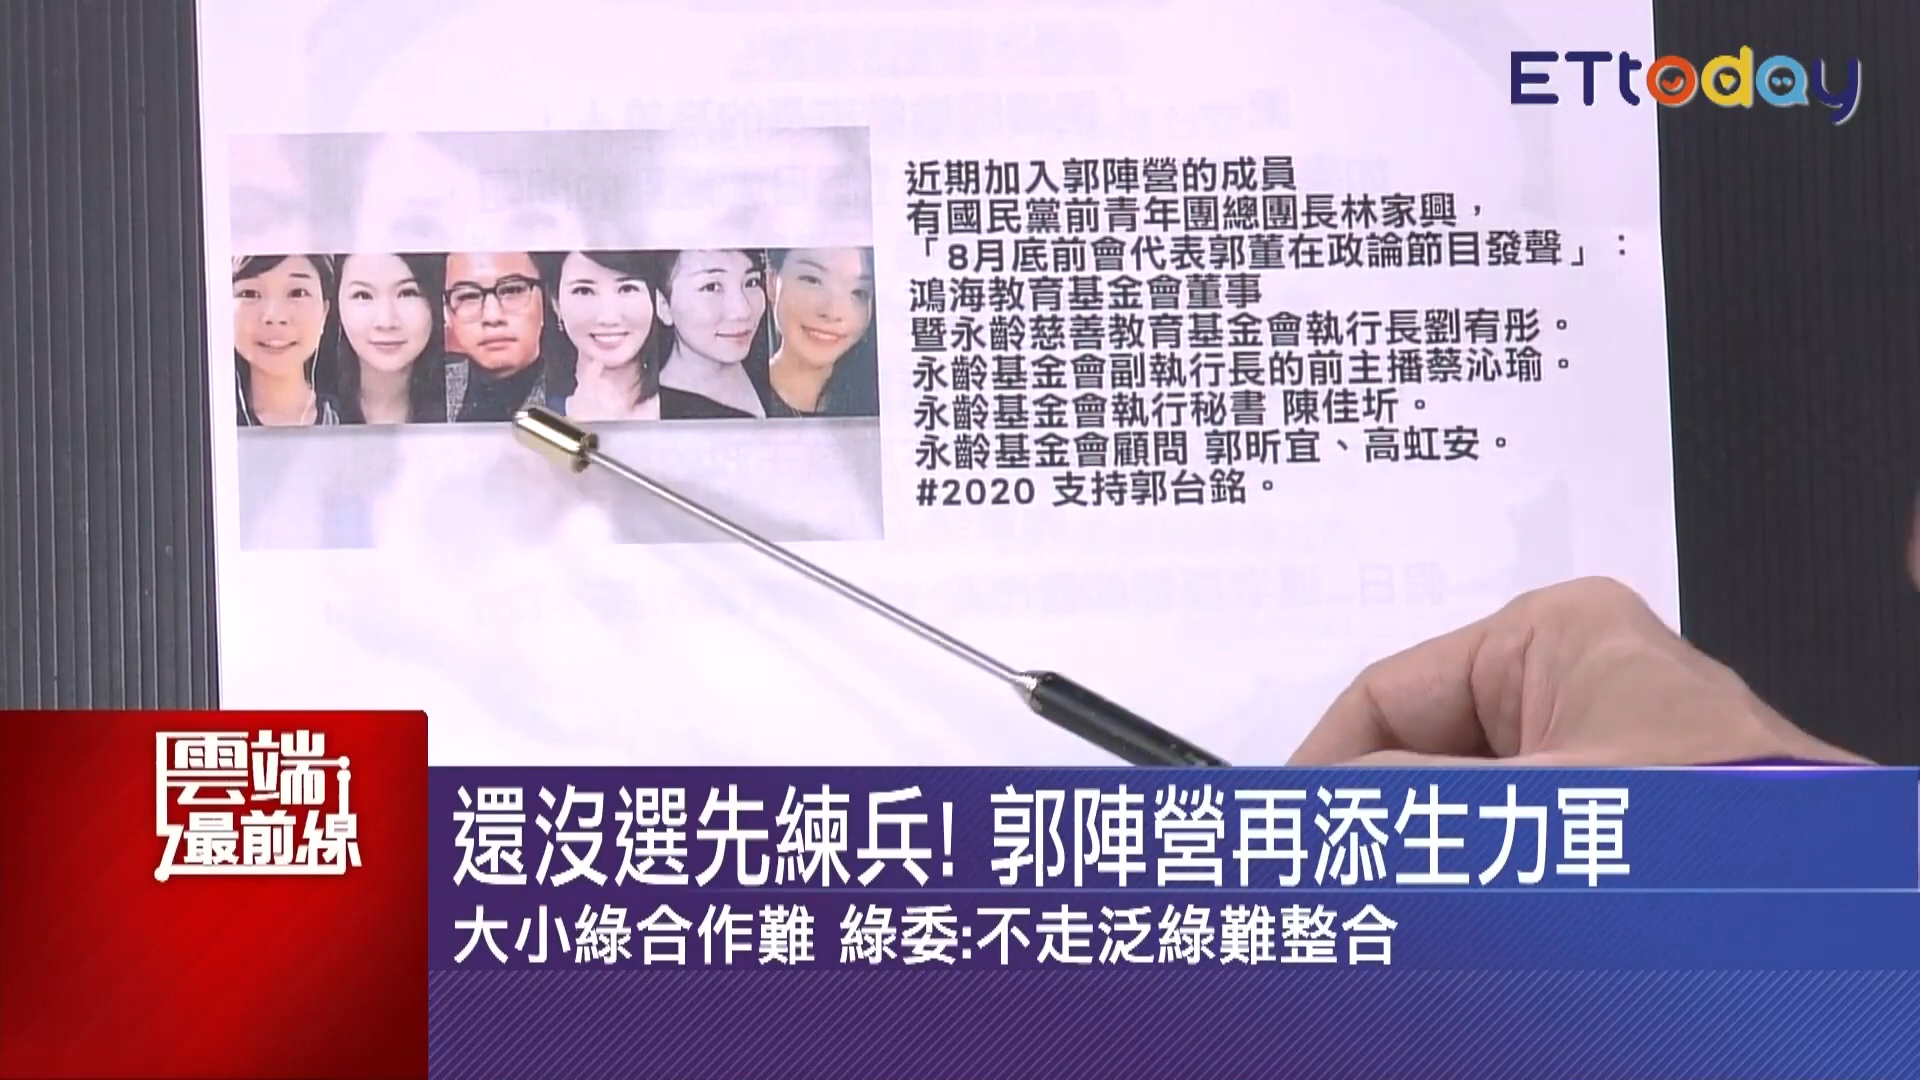 ETtoday
近期加入郭陣營的成員
有國民黨前青年團總團長林家興，
「8月底前會代表郭董在政論節目發聲」：
鴻海教育基金會董事
暨永齡慈善教育基金會執行長劉宥彤。
永齡基金會副執行長的前主播蔡沁瑜。
永齡基金會執行秘書 陳佳圻。
永齡基金會顧問 郭昕宜、高虹安。
#2020 支持郭台銘。
雲端
最前線
還沒選先練兵! 郭陣營再添生力軍
大小綠合作難 綠委:不走泛綠難整合